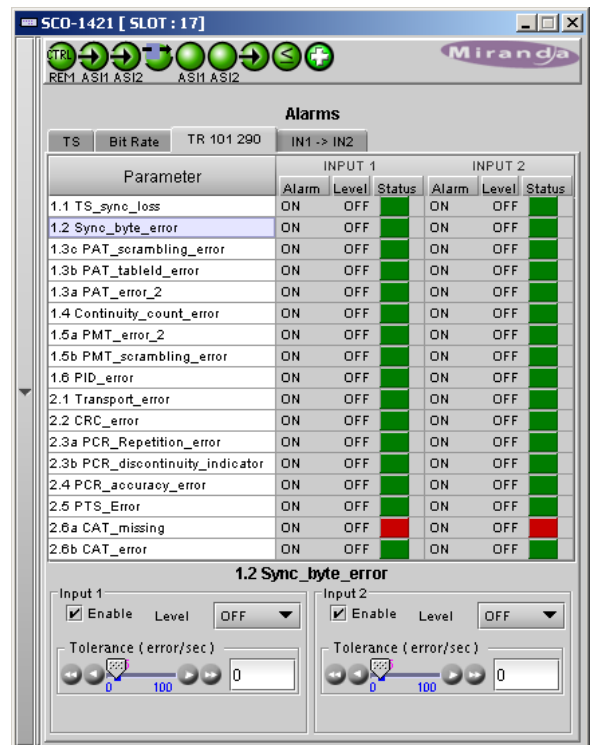 SCO-1421 [ SLOT : 17]
CTRL
REM ASI1 ASI2 ASI1 ASI2
Miranda
Alarms
TS Bit Rate TR 101 290 IN1 -> IN2
Parameter INPUT 1 INPUT 2
Alarm Level Status Alarm Level Status
1.1 TS_sync_loss ON OFF ON OFF
1.2 Sync_byte_error ON OFF ON OFF
1.3c PAT_scrambling_error ON OFF ON OFF
1.3b PAT_tableId_error ON OFF ON OFF
1.3a PAT_error_2 ON OFF ON OFF
1.4 Continuity_count_error ON OFF ON OFF
1.5a PMT_error_2 ON OFF ON OFF
1.5b PMT_scrambling_error ON OFF ON OFF
1.6 PID_error ON OFF ON OFF
2.1 Transport_error ON OFF ON OFF
2.2 CRC_error ON OFF ON OFF
2.3a PCR_Repetition_error ON OFF ON OFF
2.3b PCR_discontinuity_indicator ON OFF ON OFF
2.4 PCR_accuracy_error ON OFF ON OFF
2.5 PTS_Error ON OFF ON OFF
2.6a CAT_missing ON OFF ON OFF
2.6b CAT_error ON OFF ON OFF
1.2 Sync_byte_error
Input 1 Input 2
Enable Level OFF Enable Level OFF
Tolerance ( error/sec ) Tolerance ( error/sec )
0 0
0 100 0 100